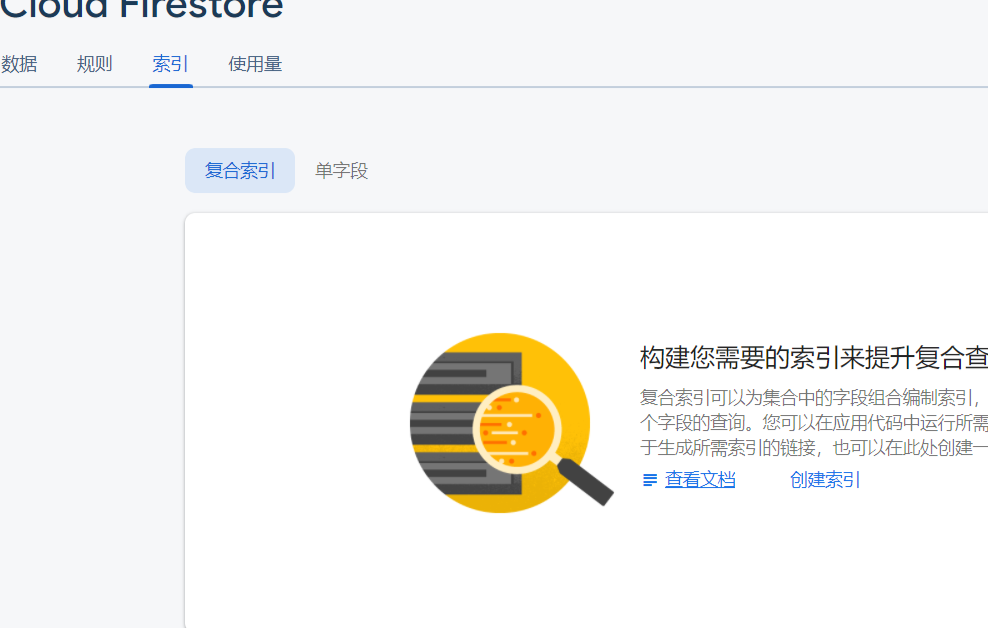 Cloud Firestore
数据 规则 索引 使用量
复合索引 单字段
构建您需要的索引来提升复合查
复合索引可以为集合中的字段组合编制索引，
个字段的查询。您可以在应用代码中运行所需
于生成所需索引的链接，也可以在此处创建一
查看文档 创建索引